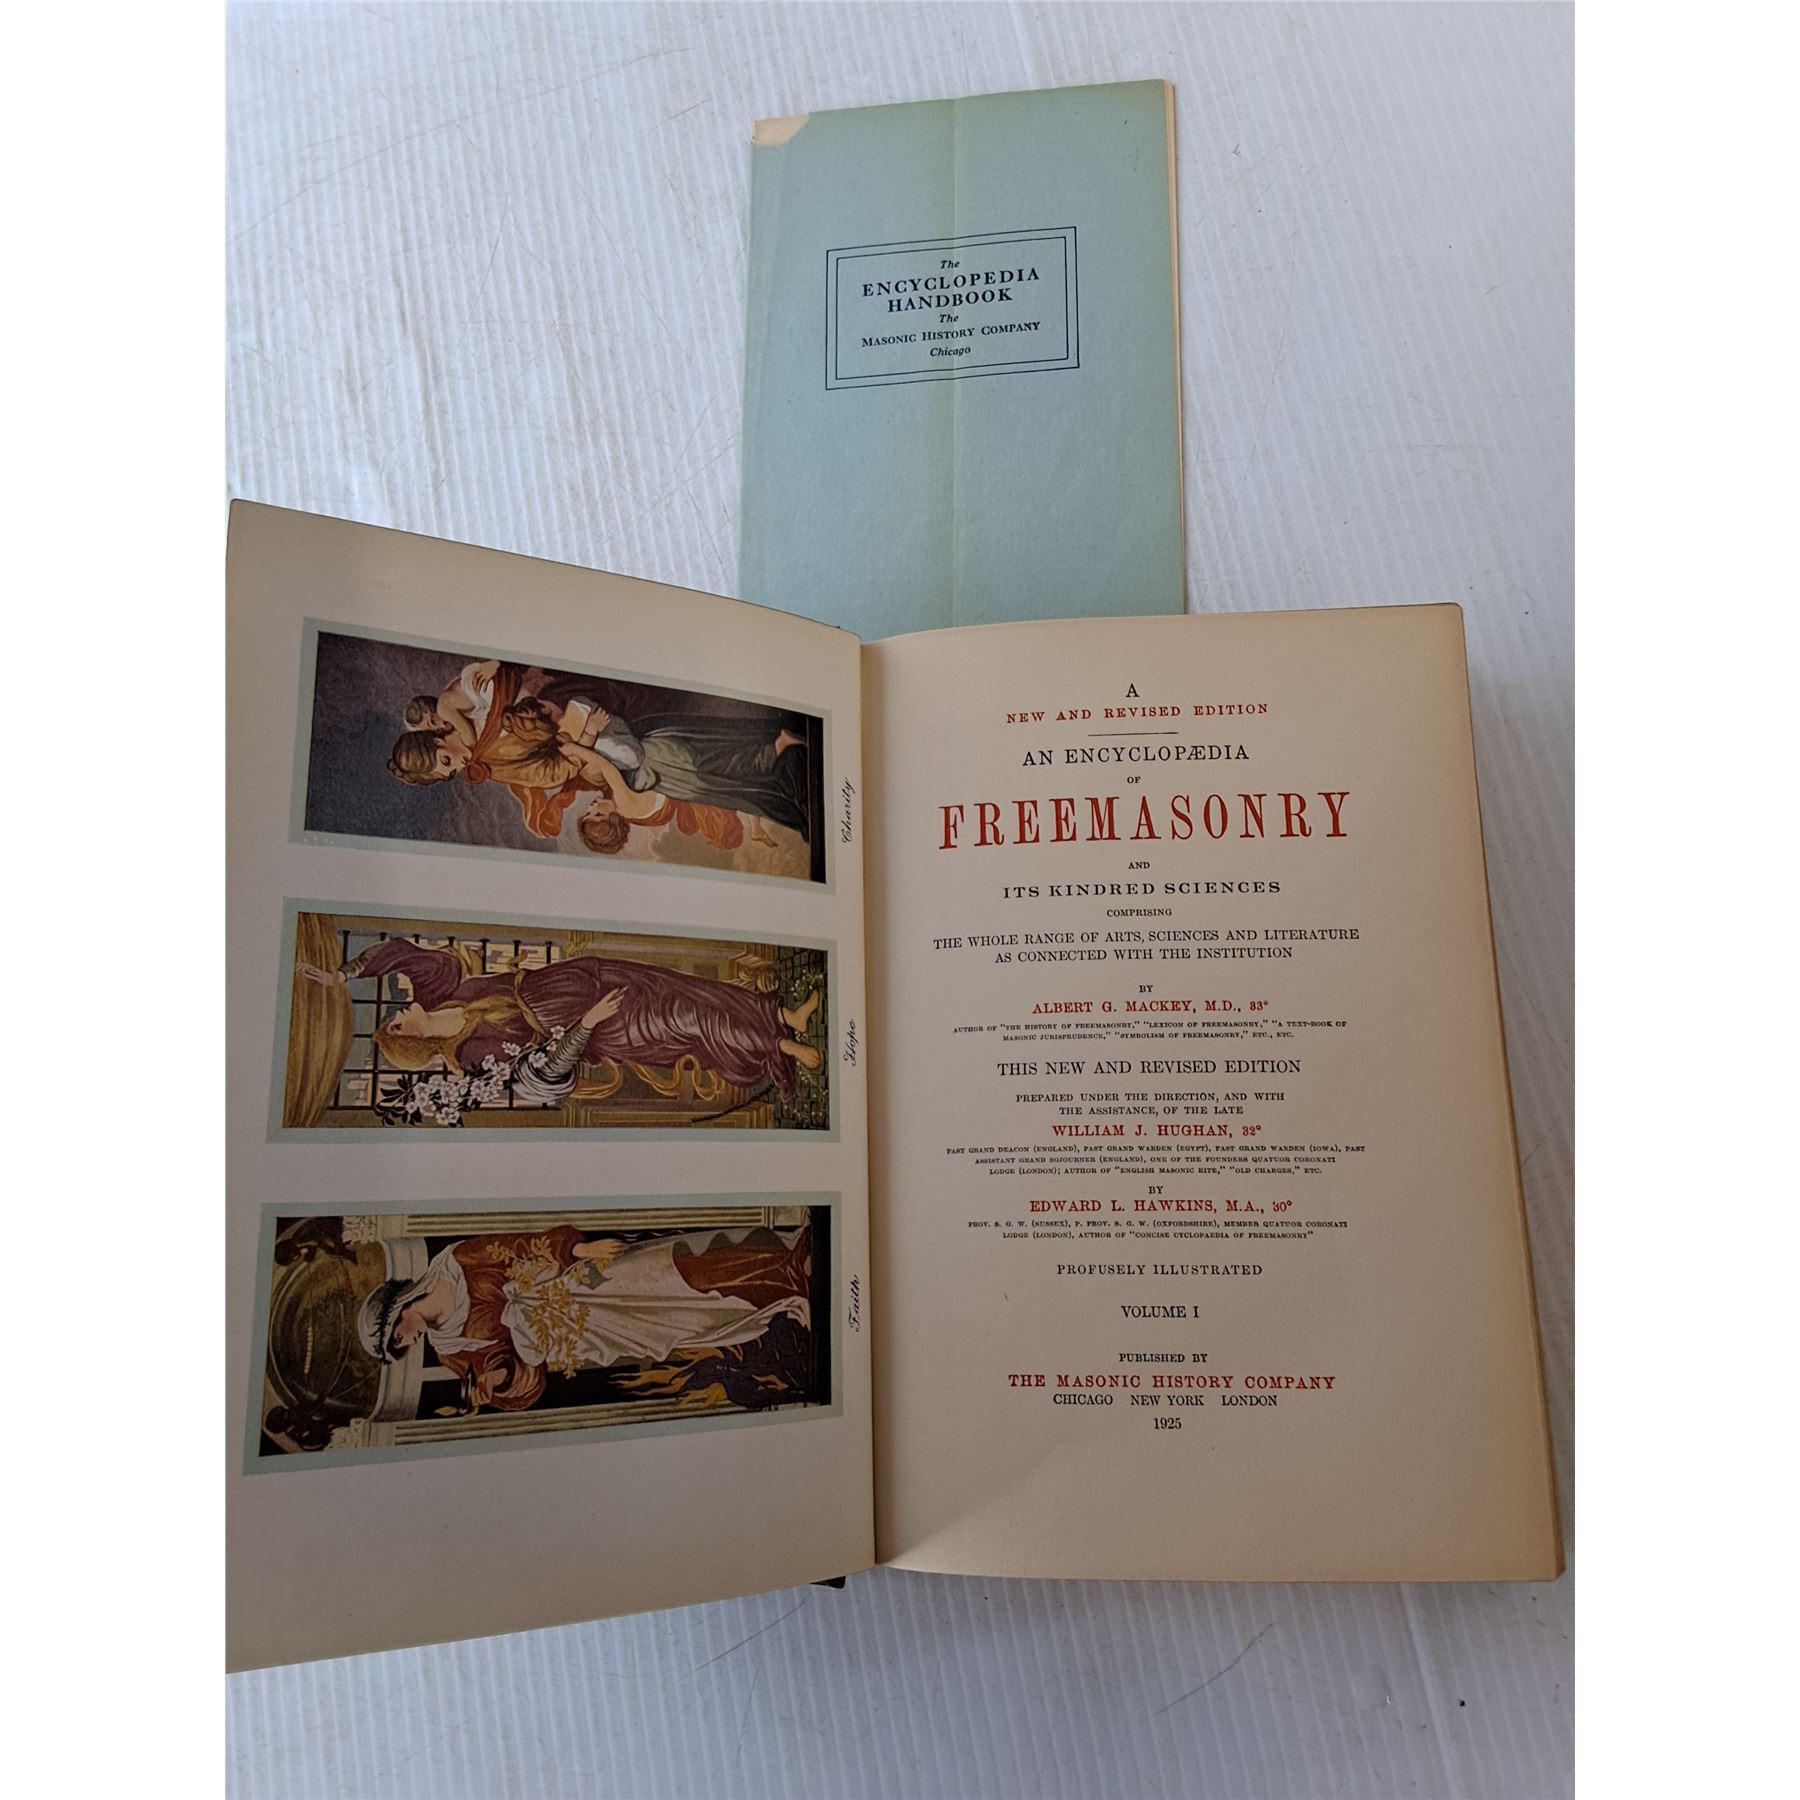 The
ENCYCLOPEDIA
HANDBOOK
The
MASONIC HISTORY COMPANY
Chicago
Charity
Hope
Faith
A
NEW AND REVISED EDITION
AN ENCYCLOPÆDIA
OF
FREEMASONRY
AND
ITS KINDRED SCIENCES
COMPRISING
THE WHOLE RANGE OF ARTS, SCIENCES AND LITERATURE
AS CONNECTED WITH THE INSTITUTION
BY
ALBERT G. MACKEY, M.D., 33°
AUTHOR OF "THE HISTORY OF FREEMASONRY," "LEXICON OF FREEMASONRY," "A TEXT-BOOK OF
MASONIC JURISPRUDENCE," "SYMBOLISM OF FREEMASONRY," ETC., ETC.
THIS NEW AND REVISED EDITION
PREPARED UNDER THE DIRECTION, AND WITH
THE ASSISTANCE, OF THE LATE
WILLIAM J. HUGHAN, 32°
PAST GRAND DEACON (ENGLAND), PAST GRAND WARDEN (EGYPT), PAST GRAND WARDEN (IOWA), PAST
ASSISTANT GRAND SOJOURNER (ENGLAND), ONE OF THE FOUNDERS QUATUOR CORONATI
LODGE (LONDON); AUTHOR OF "ENGLISH MASONIC RITE," "OLD CHARGES," ETC.
BY
EDWARD L. HAWKINS, M.A., 30°
PROV. S. G. W. (SUSSEX), P. PROV. S. G. W. (OXFORDSHIRE), MEMBER QUATUOR CORONATI
LODGE (LONDON), AUTHOR OF "CONCISE CYCLOPAEDIA OF FREEMASONRY"
PROFUSELY ILLUSTRATED
VOLUME I
PUBLISHED BY
THE MASONIC HISTORY COMPANY
CHICAGO NEW YORK LONDON
1925